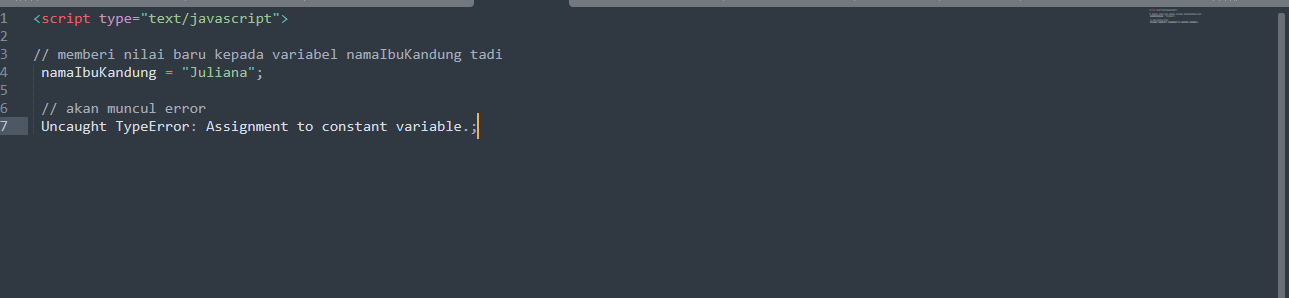 1 <script type="text/javascript">
2
3 // memberi nilai baru kepada variabel namaIbuKandung tadi
4 namaIbuKandung = "Juliana";
5
6 // akan muncul error
7 Uncaught TypeError: Assignment to constant variable.;